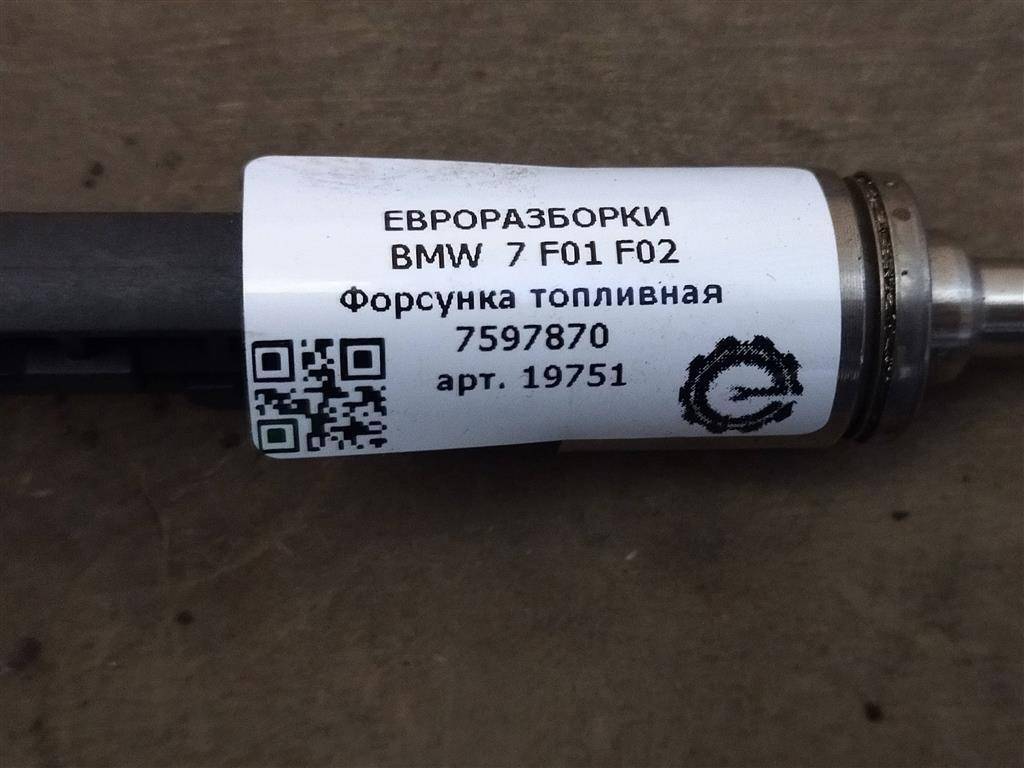 ЕВРОРАЗБОРКИ
BMW 7 F01 F02
Форсунка топливная
7597870
арт. 19751